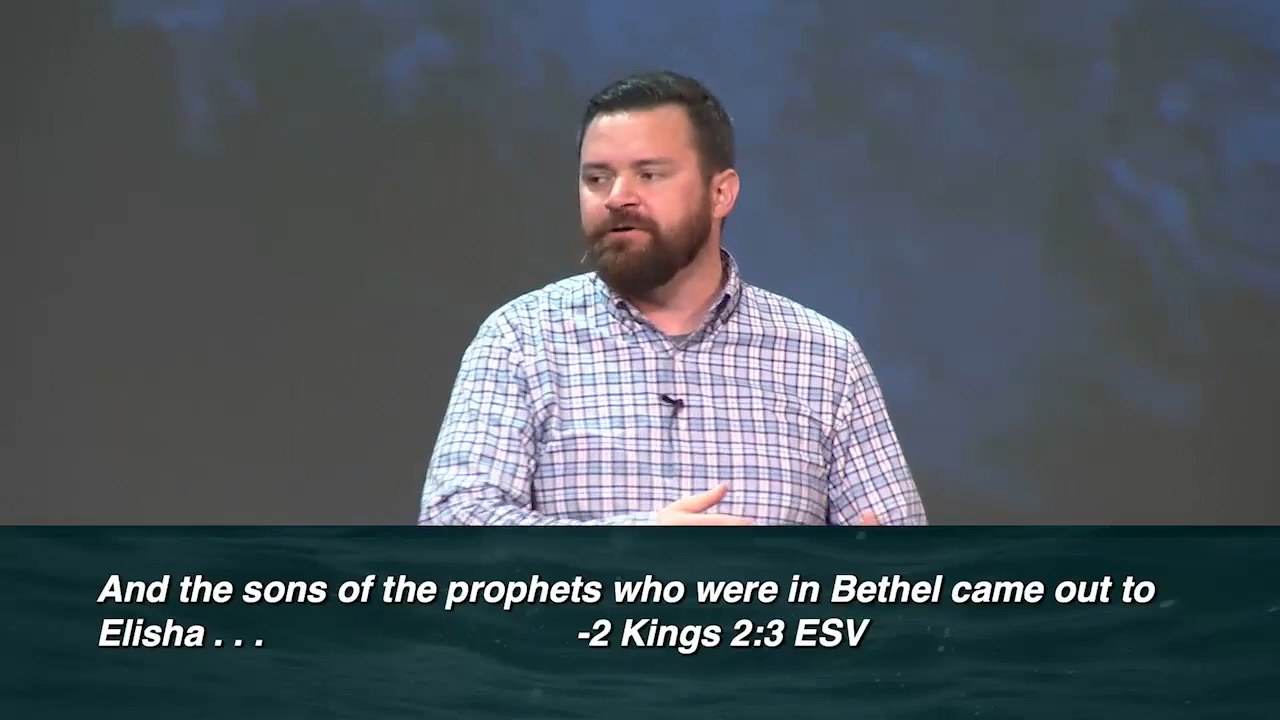 And the sons of the prophets who were in Bethel came out to
Elisha . . . -2 Kings 2:3 ESV